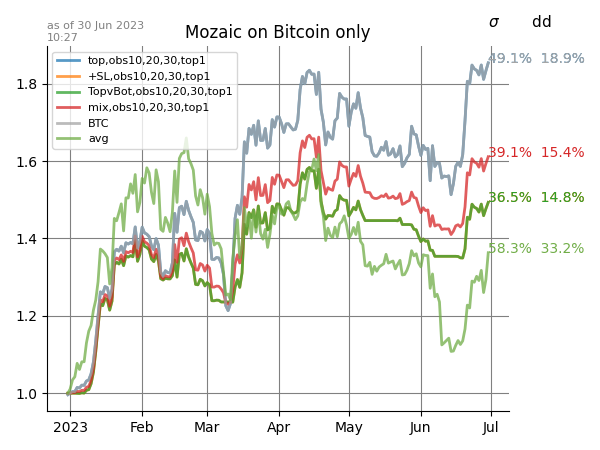 as of 30 Jun 2023
10:27
Mozaic on Bitcoin only
σ dd
top,obs10,20,30,top1
+SL,obs10,20,30,top1
TopvBot,obs10,20,30,top1
mix,obs10,20,30,top1
BTC
avg
49.1% 18.9%
39.1% 15.4%
36.5% 14.8%
58.3% 33.2%
1.8
1.6
1.4
1.2
1.0
2023 Feb Mar Apr May Jun Jul